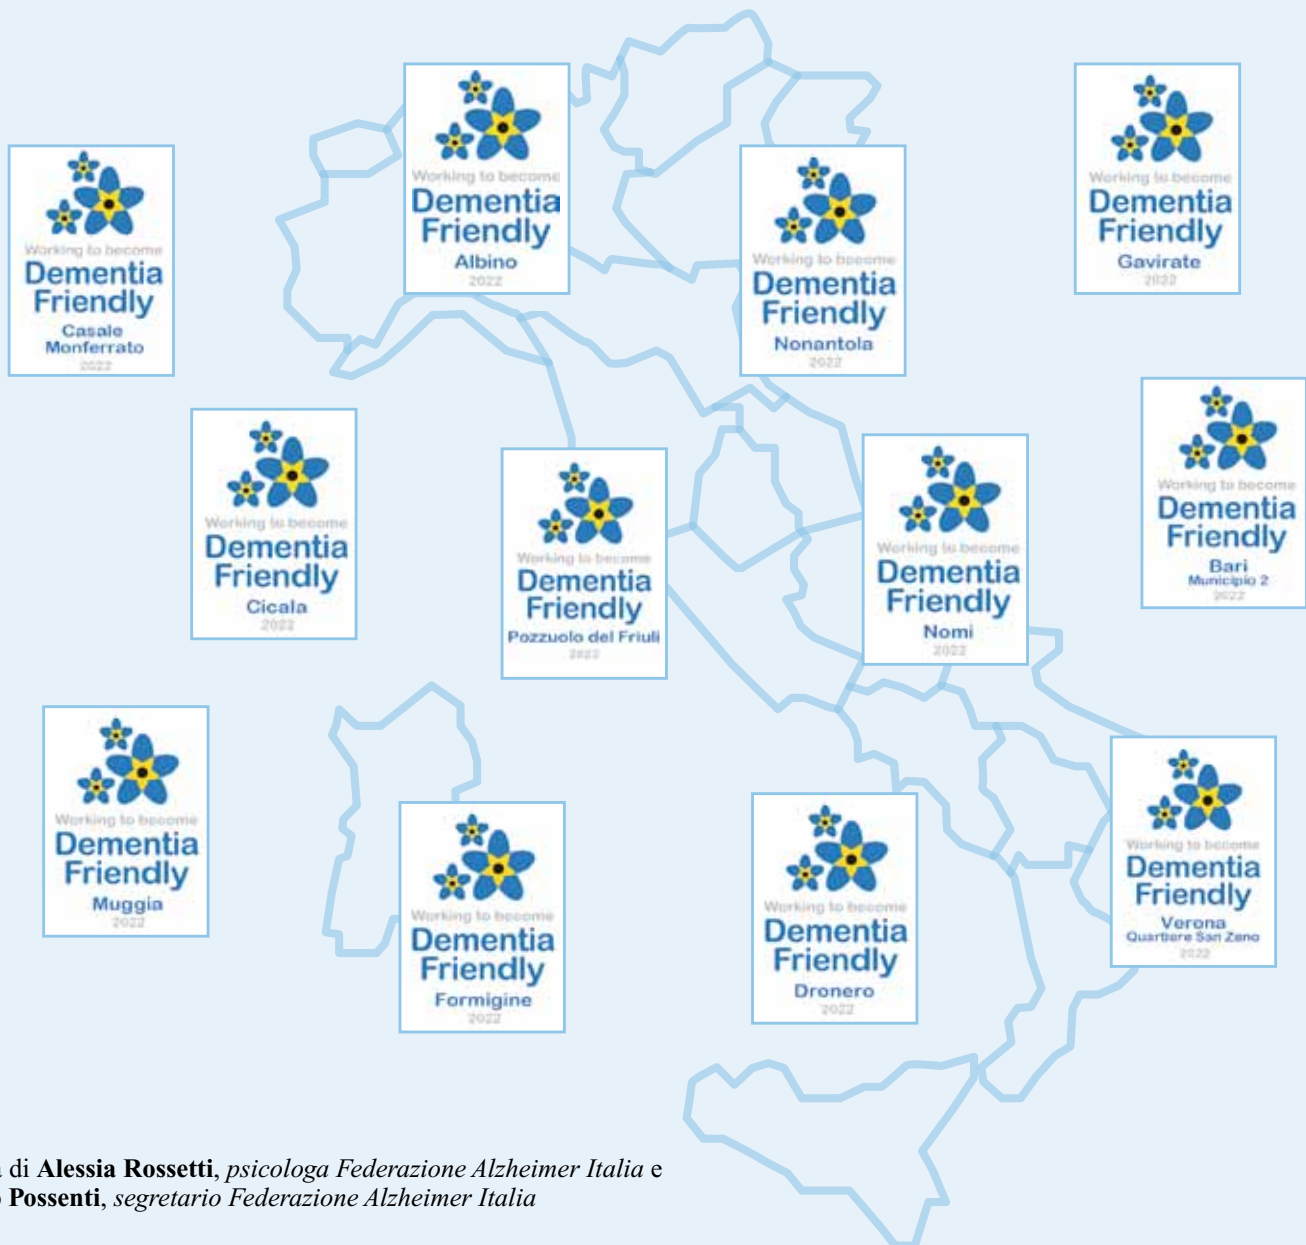 Working to become
Dementia
Friendly
Albino
2022
Working to become
Dementia
Friendly
Gavirate
2022
Working to become
Dementia
Friendly
Casale
Monferrato
2022
Working to become
Dementia
Friendly
Nonantola
2022
Working to become
Dementia
Friendly
Cicala
2022
Working to become
Dementia
Friendly
Pozzuolo del Friuli
2022
Working to become
Dementia
Friendly
Nomi
2022
Working to become
Dementia
Friendly
Bari
Municipio 2
2022
Working to become
Dementia
Friendly
Muggia
2022
Working to become
Dementia
Friendly
Formigine
2022
Working to become
Dementia
Friendly
Dronero
2022
Working to become
Dementia
Friendly
Verona
Quartiere San Zeno
2022
di Alessia Rossetti, psicologa Federazione Alzheimer Italia e
Possenti, segretario Federazione Alzheimer Italia